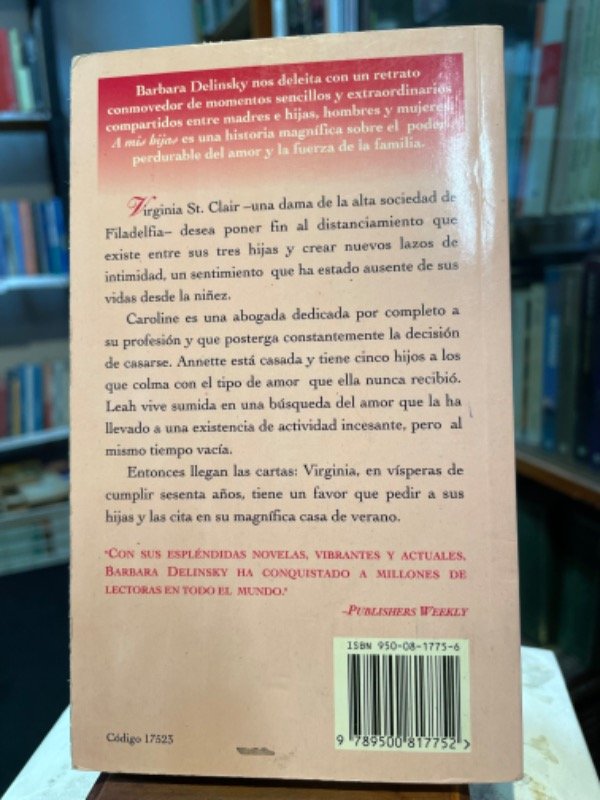 Barbara Delinsky nos deleita con un retrato
conmovedor de momentos sencillos y extraordinarios
compartidos entre madres e hijas, hombres y mujeres.
A mis hijas es una historia magnífica sobre el poder
perdurable del amor y la fuerza de la familia.
Virginia St. Clair –una dama de la alta sociedad de
Filadelfia– desea poner fin al distanciamiento que
existe entre sus tres hijas y crear nuevos lazos de
intimidad, un sentimiento que ha estado ausente de sus
vidas desde la niñez.
Caroline es una abogada dedicada por completo a
su profesión y que posterga constantemente la decisión
de casarse. Annette está casada y tiene cinco hijos a los
que colma con el tipo de amor que ella nunca recibió.
Leah vive sumida en una búsqueda del amor que la ha
llevado a una existencia de actividad incesante, pero al
mismo tiempo vacía.
Entonces llegan las cartas: Virginia, en vísperas de
cumplir sesenta años, tiene un favor que pedir a sus
hijas y las cita en su magnífica casa de verano.
"CON SUS ESPLÉNDIDAS NOVELAS, VIBRANTES Y ACTUALES,
BARBARA DELINSKY HA CONQUISTADO A MILLONES DE
LECTORAS EN TODO EL MUNDO."
–PUBLISHERS WEEKLY
ISBN 950-08-1775-6
9 789500 817752
Código 17523